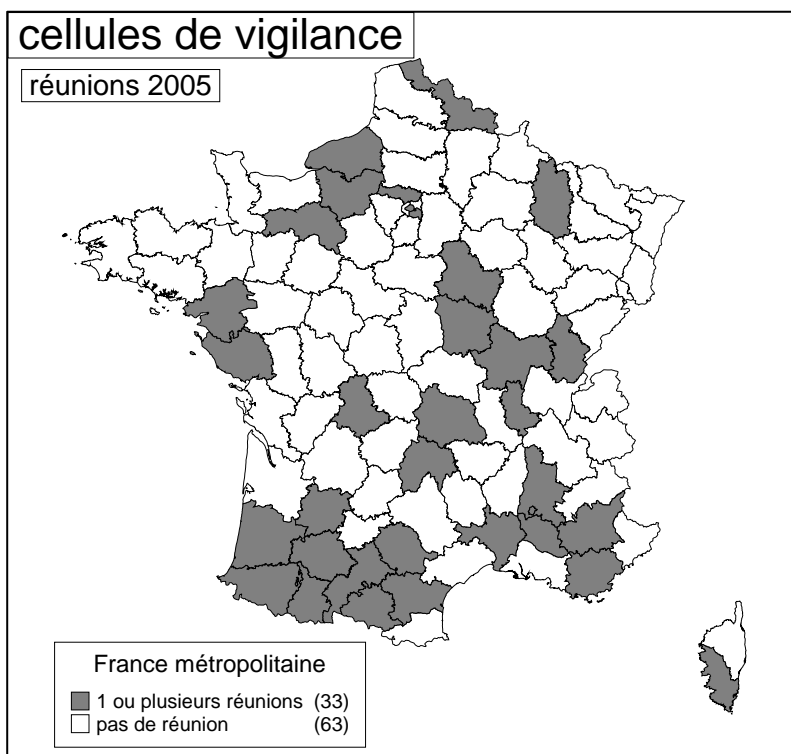 cellules de vigilance
réunions 2005
France métropolitaine
1 ou plusieurs réunions (33)
pas de réunion (63)